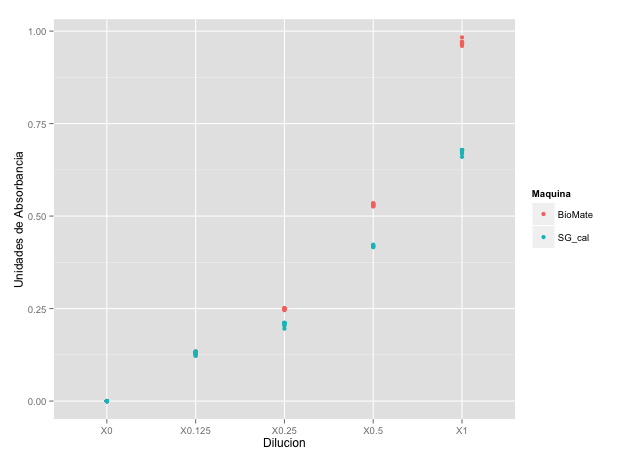 1.00
0.75
0.50
0.25
0.00
Unidades de Absorbancia
X0 X0.125 X0.25 X0.5 X1
Dilucion
Maquina
BioMate
SG_cal